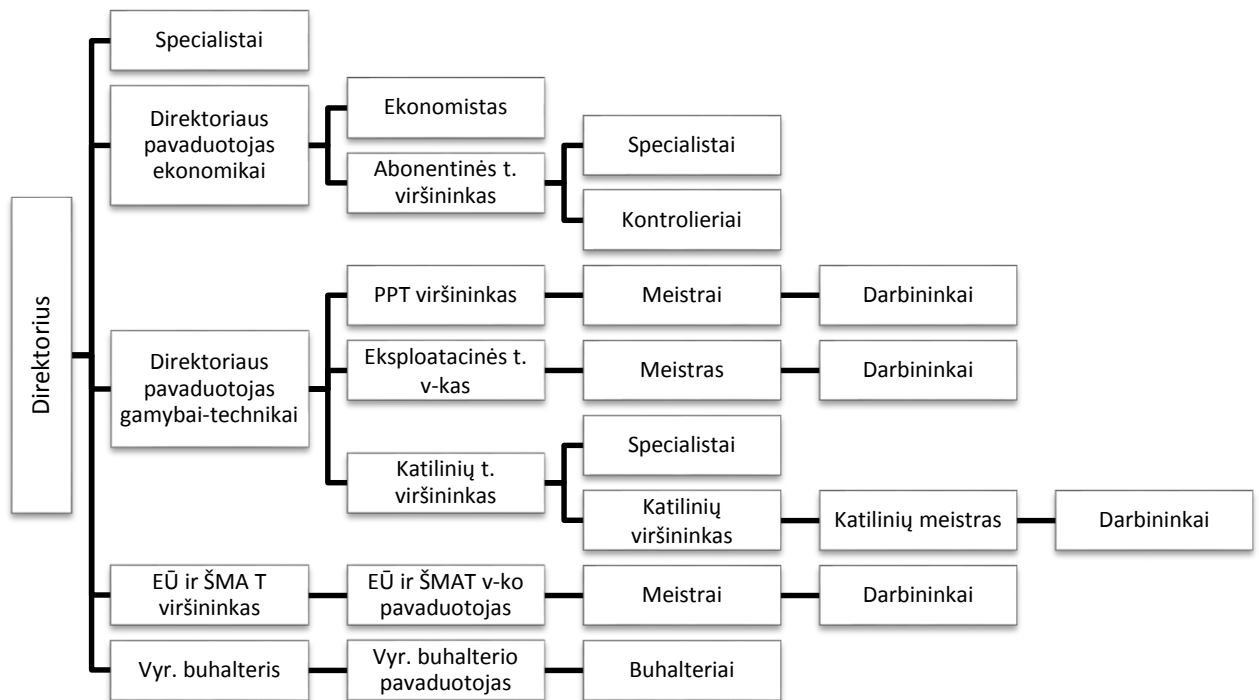 Direktorius
Specialistai
Direktoriaus
pavaduotojas
ekonomikai
Ekonomistas
Abonentinės t.
viršininkas
Specialistai
Kontrolieriai
Direktoriaus
pavaduotojas
gamybai-technikai
PPT viršininkas
Meistrai
Darbininkai
Eksploatacinės t.
v-kas
Meistras
Darbininkai
Katilinių t.
viršininkas
Specialistai
Katilinių
viršininkas
Katilinių meistras
Darbininkai
EŪ ir ŠMA T
viršininkas
EŪ ir ŠMAT v-ko
pavaduotojas
Meistrai
Darbininkai
Vyr. buhalteris
Vyr. buhalterio
pavaduotojas
Buhalteriai